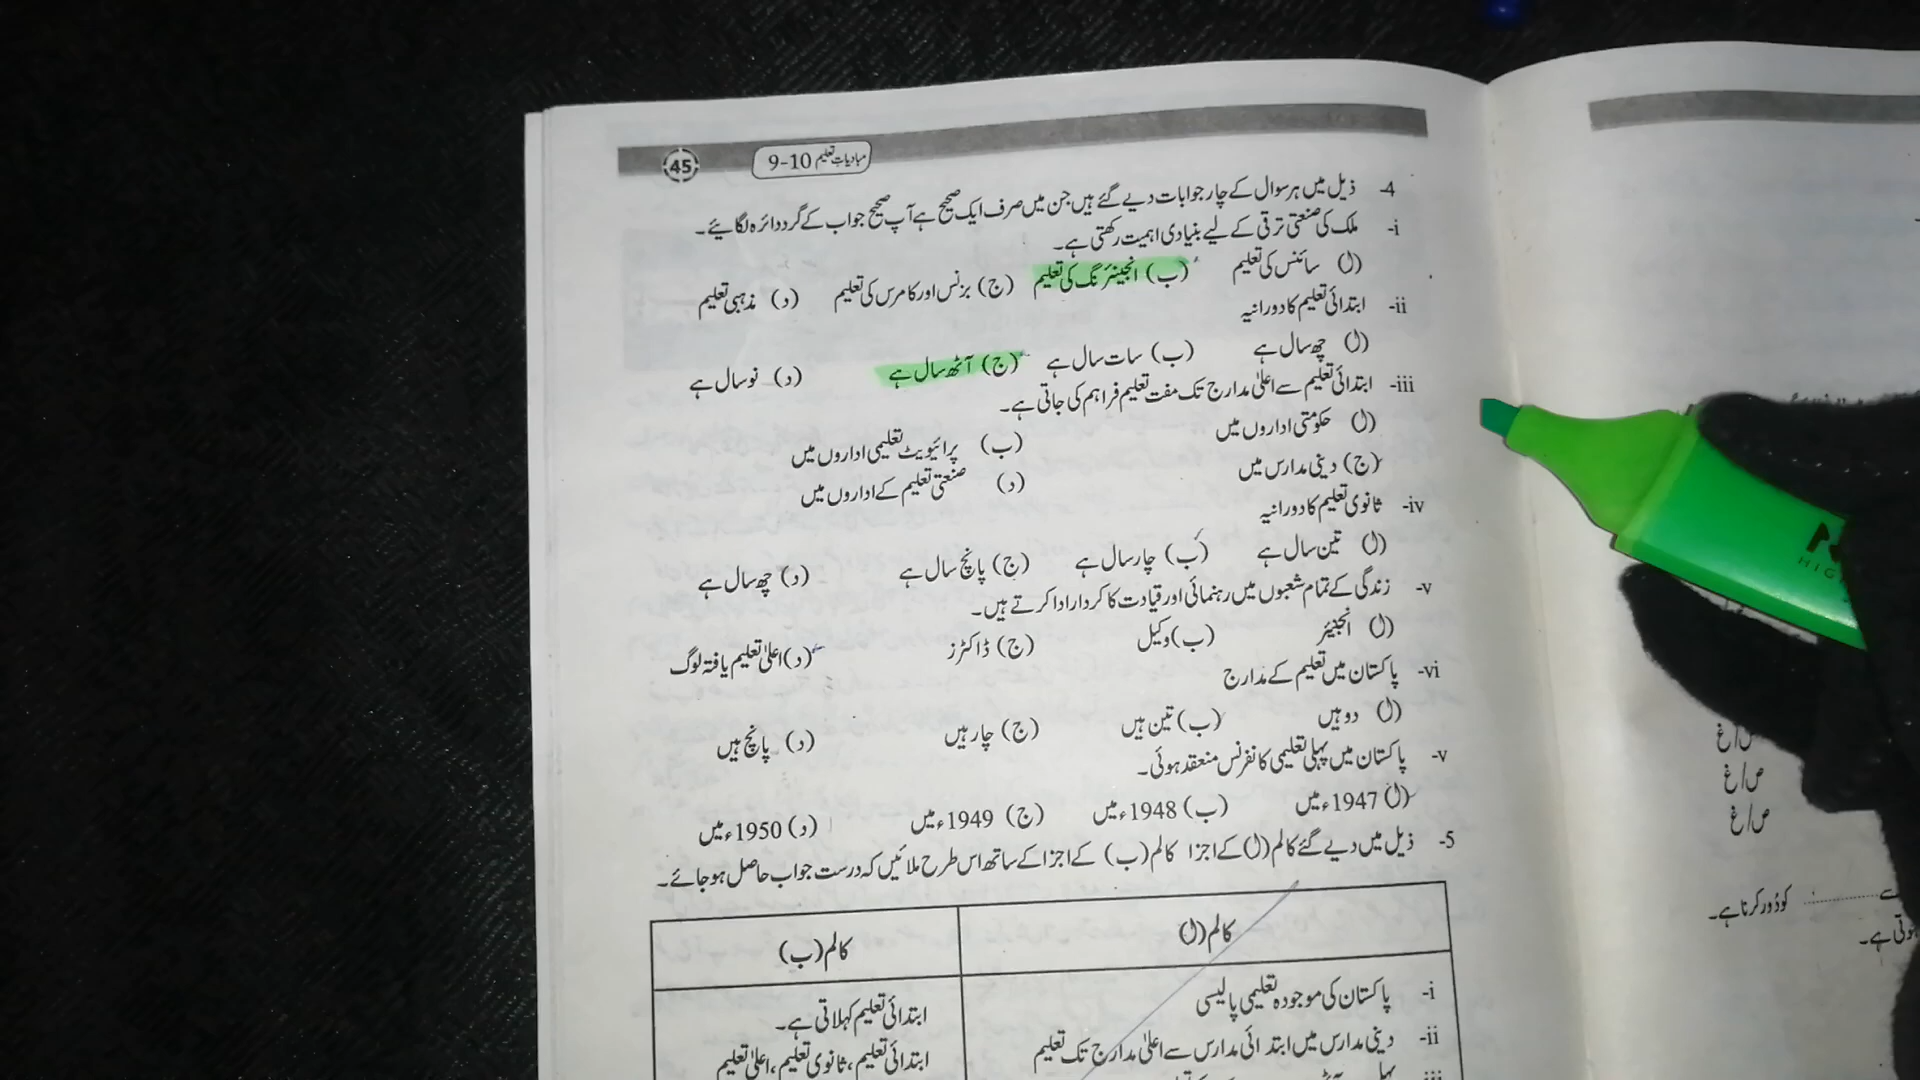 45
مبادیات تعلیم 10-9
4- ذیل میں ہر سوال کے چار جوابات دیے گئے ہیں جن میں صرف ایک صحیح ہے آپ صحیح جواب کے گرد دائرہ لگائیے۔
i- ملک کی صنعتی ترقی کے لیے بنیادی اہمیت رکھتی ہے۔
(ا) سائنس کی تعلیم (ب) انجینئرنگ کی تعلیم (ج) بزنس اور کامرس کی تعلیم (د) مذہبی تعلیم
ii- ابتدائی تعلیم کا دورانیہ
(ا) چھ سال ہے (ب) سات سال ہے (ج) آٹھ سال ہے (د) نو سال ہے
iii- ابتدائی تعلیم سے اعلیٰ مدارج تک مفت تعلیم فراہم کی جاتی ہے۔
(ا) حکومتی اداروں میں (ب) پرائیویٹ تعلیمی اداروں میں
(ج) دینی مدارس میں (د) صنعتی تعلیم کے اداروں میں
iv- ثانوی تعلیم کا دورانیہ
(ا) تین سال ہے (ب) چار سال ہے (ج) پانچ سال ہے (د) چھ سال ہے
v- زندگی کے تمام شعبوں میں رہنمائی اور قیادت کا کردار ادا کرتے ہیں۔
(ا) انجینئر (ب) وکیل (ج) ڈاکٹرز (د) اعلیٰ تعلیم یافتہ لوگ
vi- پاکستان میں تعلیم کے مدارج
(ا) دو ہیں (ب) تین ہیں (ج) چار ہیں (د) پانچ ہیں
v- پاکستان میں پہلی تعلیمی کانفرنس منعقد ہوئی۔
(ا) 1947ء میں (ب) 1948ء میں (ج) 1949ء میں (د) 1950ء میں
5- ذیل میں دیے گئے کالم (ا) کے اجزا کالم (ب) کے اجزا کے ساتھ اس طرح ملائیں کہ درست جواب حاصل ہو جائے۔
کالم (ا) کالم (ب)
i- پاکستان کی موجودہ تعلیمی پالیسی ابتدائی تعلیم کہلاتی ہے۔
ii- دینی مدارس میں ابتدائی مدارس سے اعلیٰ مدارج تک تعلیم ابتدائی تعلیم، ثانوی تعلیم، اعلیٰ تعلیم
iii-
ص/غ
ص/غ
ص/غ
سے ........ کو دُور کرنا ہے۔
ہوتی ہے۔